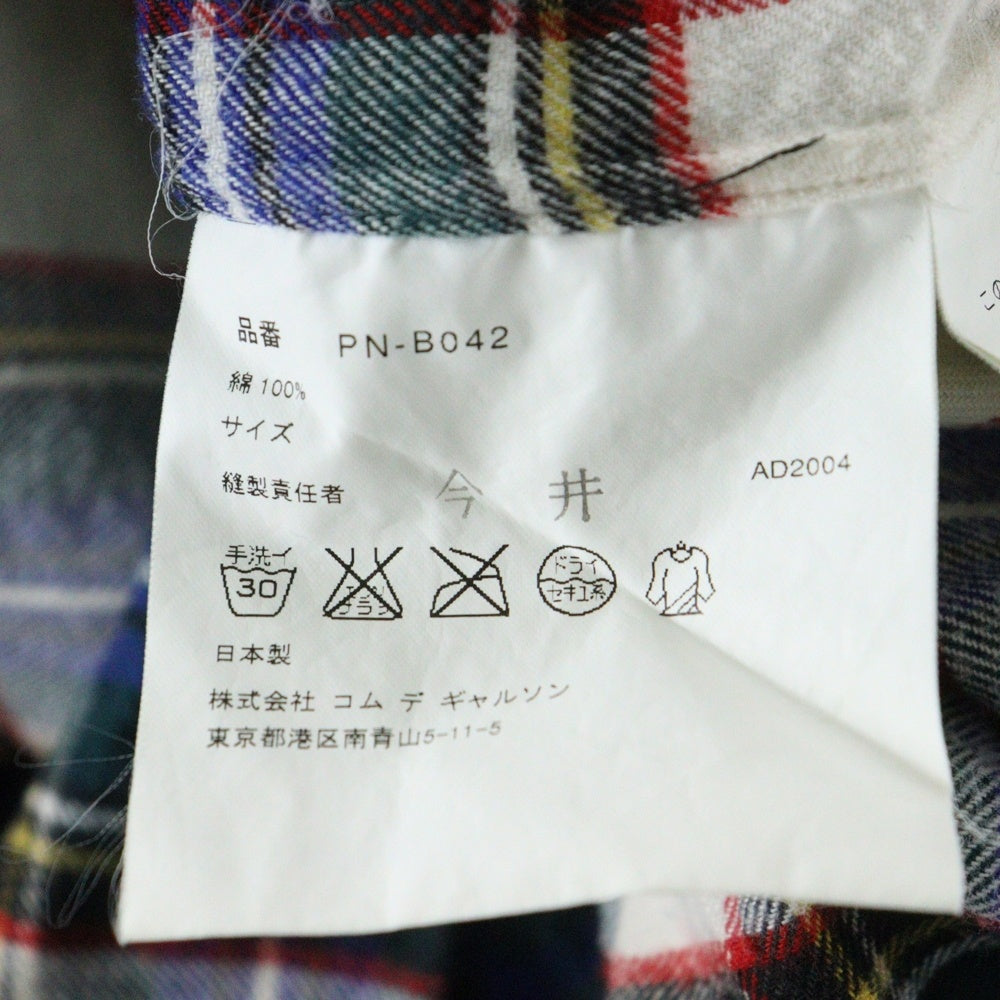 品番 PN-B042
綿 100%
サイズ
AD2004
縫製責任者 今井
手洗イ
30
ドライ
セキユ系
日本製
株式会社 コム デ ギャルソン
東京都港区南青山5-11-5